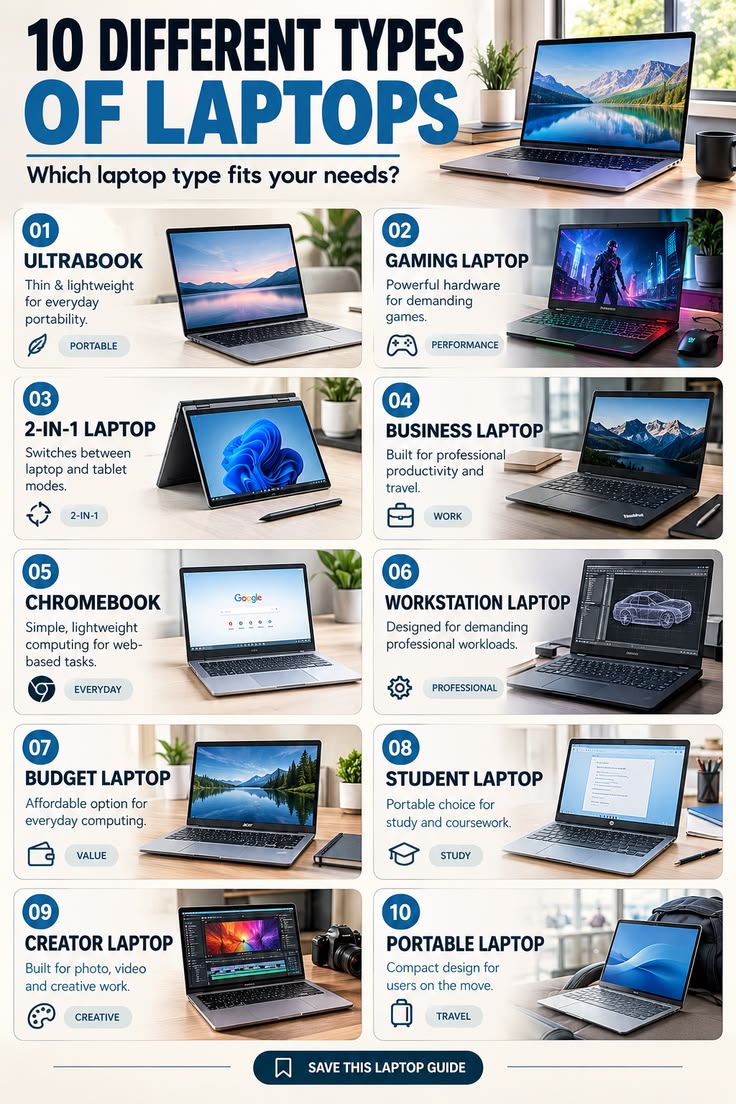 10 DIFFERENT TYPES
OF LAPTOPS
Which laptop type fits your needs?
01
ULTRABOOK
Thin & lightweight
for everyday
portability.
PORTABLE
02
GAMING LAPTOP
Powerful hardware
for demanding
games.
PERFORMANCE
03
2-IN-1 LAPTOP
Switches between
laptop and tablet
modes.
2-IN-1
04
BUSINESS LAPTOP
Built for professional
productivity and
travel.
WORK
ThinkPad
05
CHROMEBOOK
Simple, lightweight
computing for web-
based tasks.
EVERYDAY
Google
06
WORKSTATION LAPTOP
Designed for demanding
professional workloads.
PROFESSIONAL
07
BUDGET LAPTOP
Affordable option for
everyday computing.
VALUE
acer
08
STUDENT LAPTOP
Portable choice for
study and coursework.
STUDY
hp
09
CREATOR LAPTOP
Built for photo, video
and creative work.
CREATIVE
10
PORTABLE LAPTOP
Compact design for
users on the move.
TRAVEL
SAVE THIS LAPTOP GUIDE